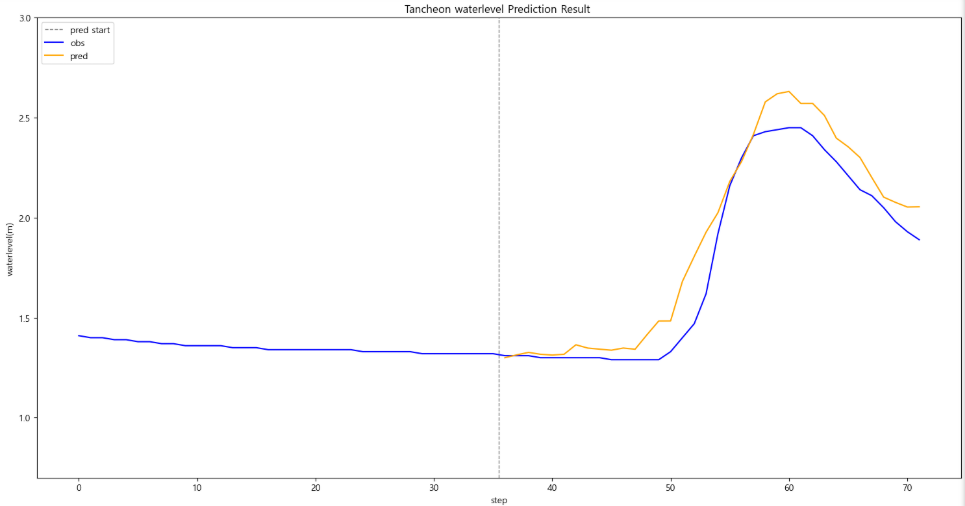 Tancheon waterlevel Prediction Result
pred start
obs
pred
3.0
2.5
2.0
1.5
1.0
waterlevel(m)
0 10 20 30 40 50 60 70
step